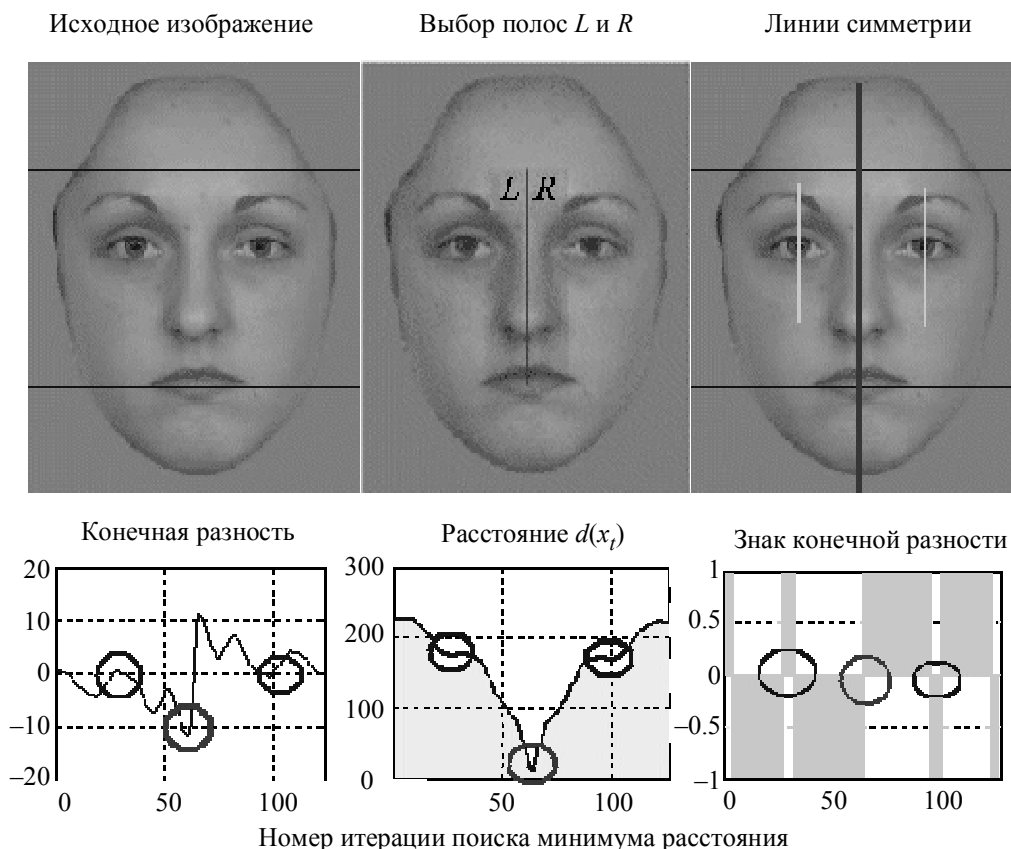 Исходное изображение
Выбор полос L и R
Линии симметрии
L R
Конечная разность
Расстояние d(x_t)
Знак конечной разности
20
10
0
–10
–20
0 50 100
300
200
100
0
50 100
1
0.5
0
–0.5
–1
0 50 100
Номер итерации поиска минимума расстояния